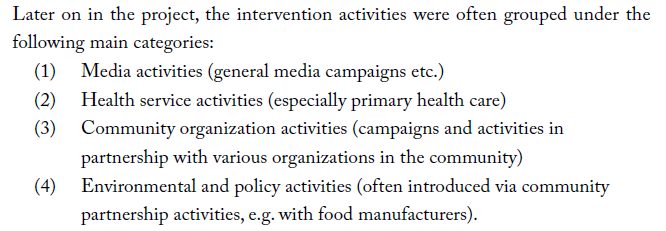 Later on in the project, the intervention activities were often grouped under the
following main categories:
(1) Media activities (general media campaigns etc.)
(2) Health service activities (especially primary health care)
(3) Community organization activities (campaigns and activities in
partnership with various organizations in the community)
(4) Environmental and policy activities (often introduced via community
partnership activities, e.g. with food manufacturers).